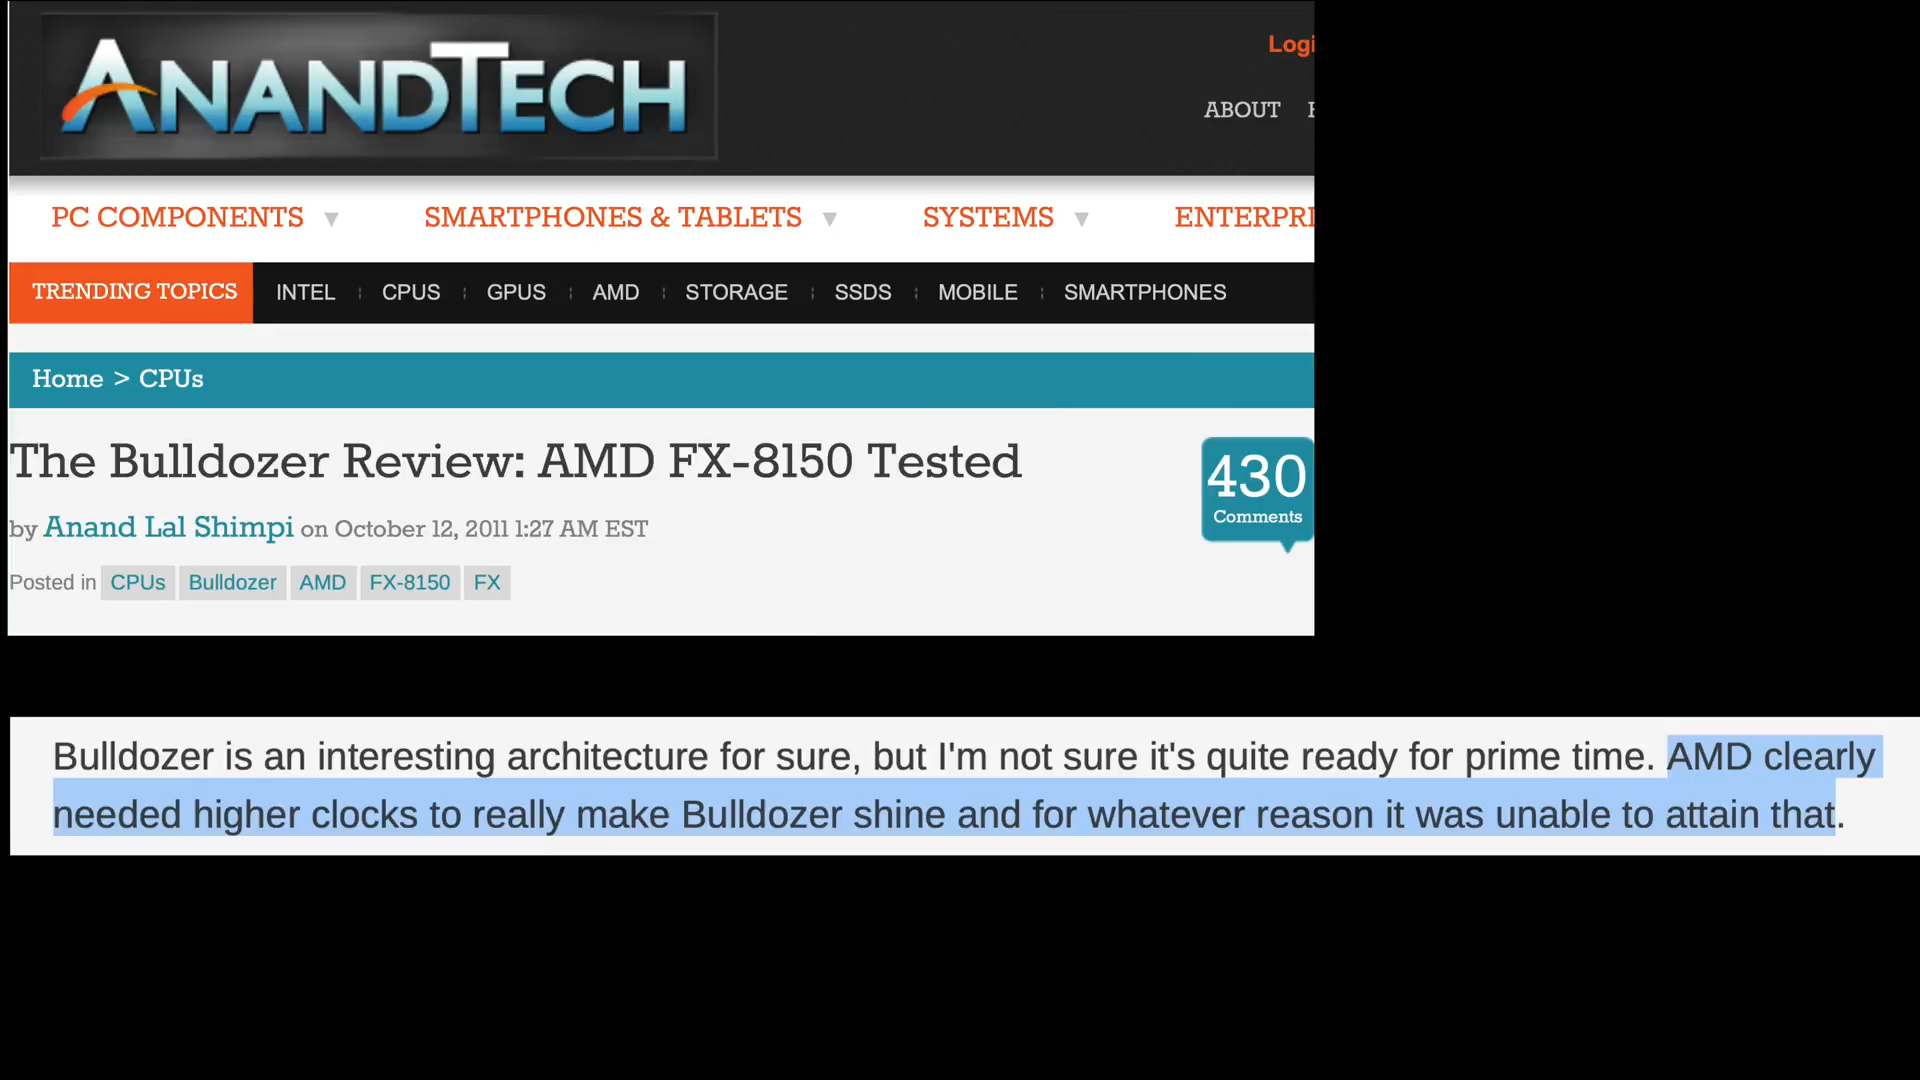 ANANDTECH
Logi
ABOUT
PC COMPONENTS ▼ SMARTPHONES & TABLETS ▼ SYSTEMS ▼ ENTERPRI
TRENDING TOPICS INTEL CPUS GPUS AMD STORAGE SSDS MOBILE SMARTPHONES
Home > CPUs
The Bulldozer Review: AMD FX-8150 Tested
430
Comments
by Anand Lal Shimpi on October 12, 2011 1:27 AM EST
Posted in CPUs Bulldozer AMD FX-8150 FX
Bulldozer is an interesting architecture for sure, but I'm not sure it's quite ready for prime time. AMD clearly
needed higher clocks to really make Bulldozer shine and for whatever reason it was unable to attain that.